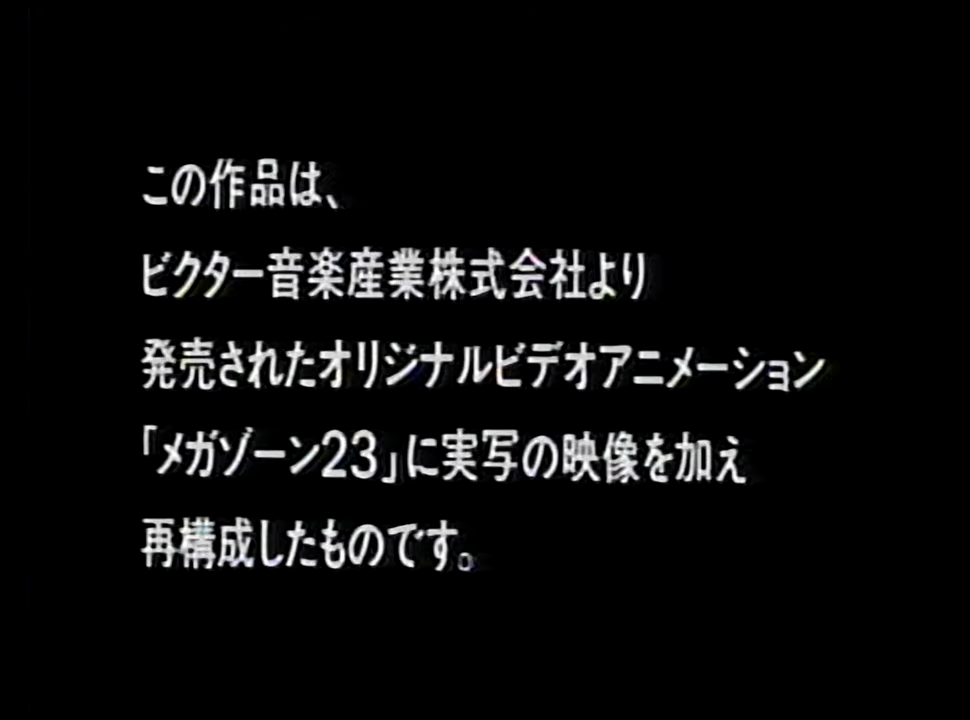 この作品は、
ビクター音楽産業株式会社より
発売されたオリジナルビデオアニメーション
「メガゾーン23」に実写の映像を加え
再構成したものです。